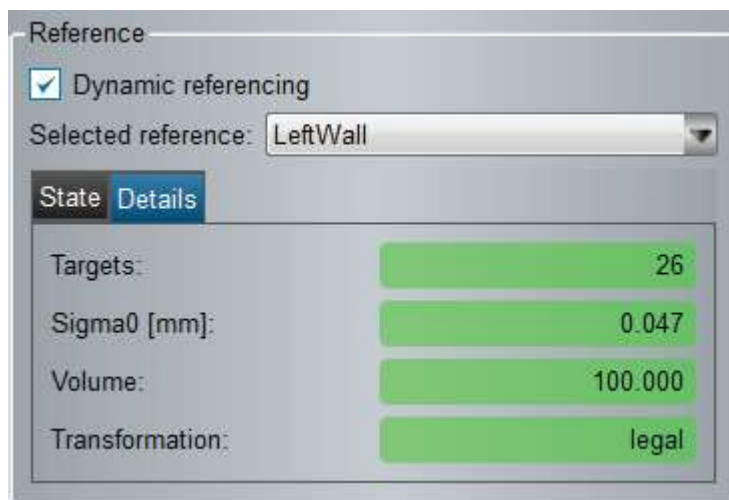 Reference
Dynamic referencing
Selected reference: LeftWall
State Details
Targets: 26
Sigma0 [mm]: 0.047
Volume: 100.000
Transformation: legal